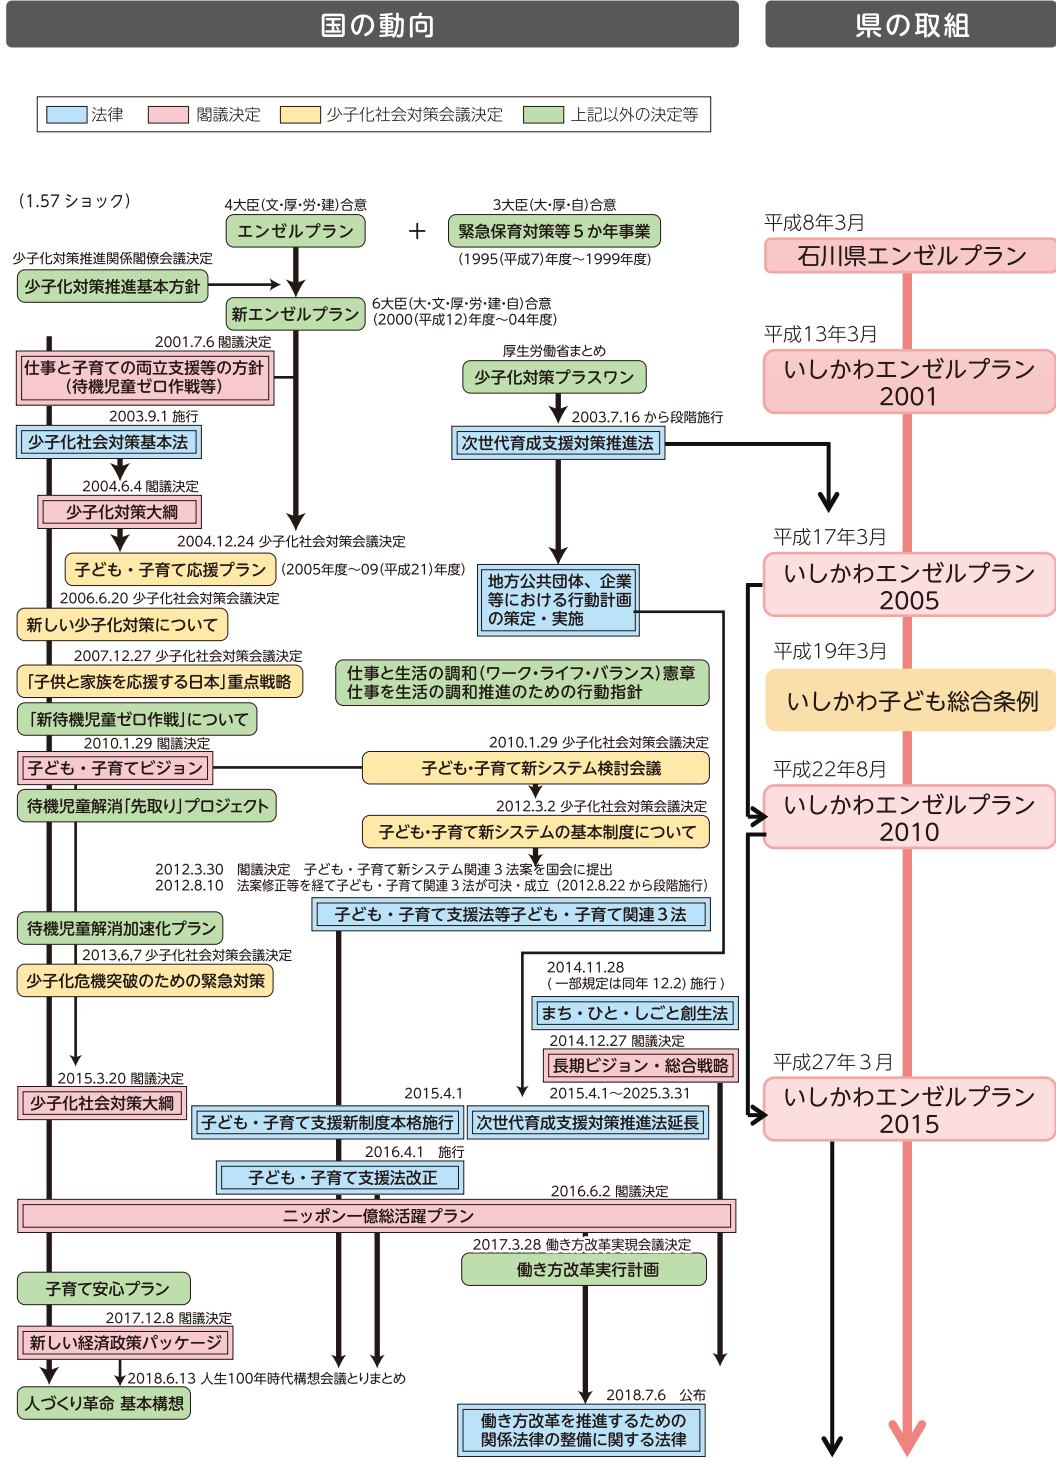 国の動向
県の取組
法律
閣議決定
少子化社会対策会議決定
上記以外の決定等
(1.57 ショック)
4大臣(文・厚・労・建)合意
エンゼルプラン
+
3大臣(大・厚・自)合意
緊急保育対策等５か年事業
(1995(平成7)年度〜1999年度)
少子化対策推進関係閣僚会議決定
少子化対策推進基本方針
新エンゼルプラン
6大臣(大・文・厚・労・建・自)合意
(2000(平成12)年度〜04年度)
2001.7.6 閣議決定
仕事と子育ての両立支援等の方針
(待機児童ゼロ作戦等)
厚生労働省まとめ
少子化対策プラスワン
2003.9.1 施行
少子化社会対策基本法
2003.7.16 から段階施行
次世代育成支援対策推進法
2004.6.4 閣議決定
少子化対策大綱
2004.12.24 少子化社会対策会議決定
子ども・子育て応援プラン
(2005年度〜09(平成21)年度)
地方公共団体、企業
等における行動計画
の策定・実施
2006.6.20 少子化社会対策会議決定
新しい少子化対策について
2007.12.27 少子化社会対策会議決定
「子供と家族を応援する日本」重点戦略
仕事と生活の調和(ワーク・ライフ・バランス)憲章
仕事を生活の調和推進のための行動指針
「新待機児童ゼロ作戦」について
2010.1.29 閣議決定
子ども・子育てビジョン
2010.1.29 少子化社会対策会議決定
子ども・子育て新システム検討会議
待機児童解消「先取り」プロジェクト
2012.3.2 少子化社会対策会議決定
子ども・子育て新システムの基本制度について
2012.3.30　閣議決定　子ども・子育て新システム関連３法案を国会に提出
2012.8.10　法案修正等を経て子ども・子育て関連３法が可決・成立（2012.8.22 から段階施行）
子ども・子育て支援法等子ども・子育て関連３法
待機児童解消加速化プラン
2013,6,7 少子化社会対策会議決定
少子化危機突破のための緊急対策
2014.11.28
( 一部規定は同年 12.2) 施行 )
まち・ひと・しごと創生法
2014.12.27 閣議決定
長期ビジョン・総合戦略
2015.3.20 閣議決定
少子化社会対策大綱
2015.4.1
子ども・子育て支援新制度本格施行
2015.4.1〜2025.3.31
次世代育成支援対策推進法延長
2016.4.1　施行
子ども・子育て支援法改正
2016.6.2 閣議決定
ニッポン一億総活躍プラン
2017.3.28 働き方改革実現会議決定
働き方改革実行計画
子育て安心プラン
2017.12.8 閣議決定
新しい経済政策パッケージ
2018.6.13 人生100年時代構想会議とりまとめ
人づくり革命 基本構想
2018.7.6　公布
働き方改革を推進するための
関係法律の整備に関する法律
平成8年3月
石川県エンゼルプラン
平成13年3月
いしかわエンゼルプラン
2001
平成17年3月
いしかわエンゼルプラン
2005
平成19年3月
いしかわ子ども総合条例
平成22年8月
いしかわエンゼルプラン
2010
平成27年３月
いしかわエンゼルプラン
2015